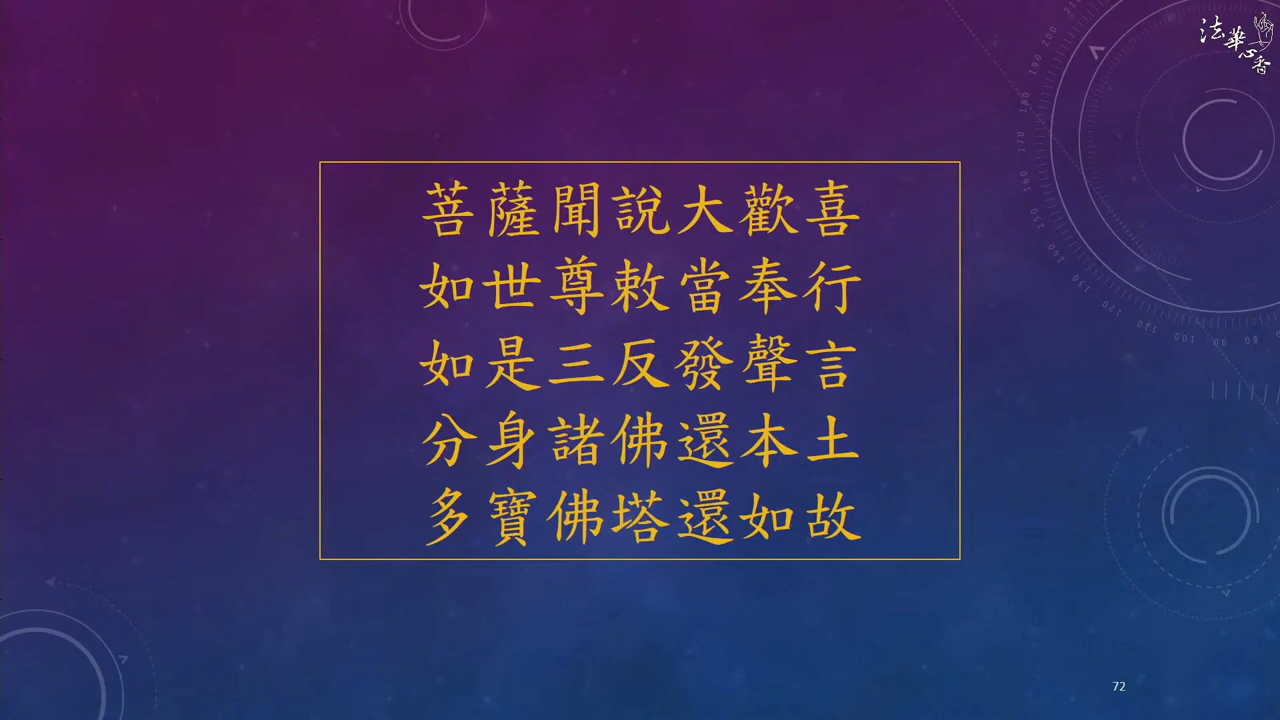 法華心香
菩薩聞說大歡喜
如世尊敕當奉行
如是三反發聲言
分身諸佛還本土
多寶佛塔還如故
72